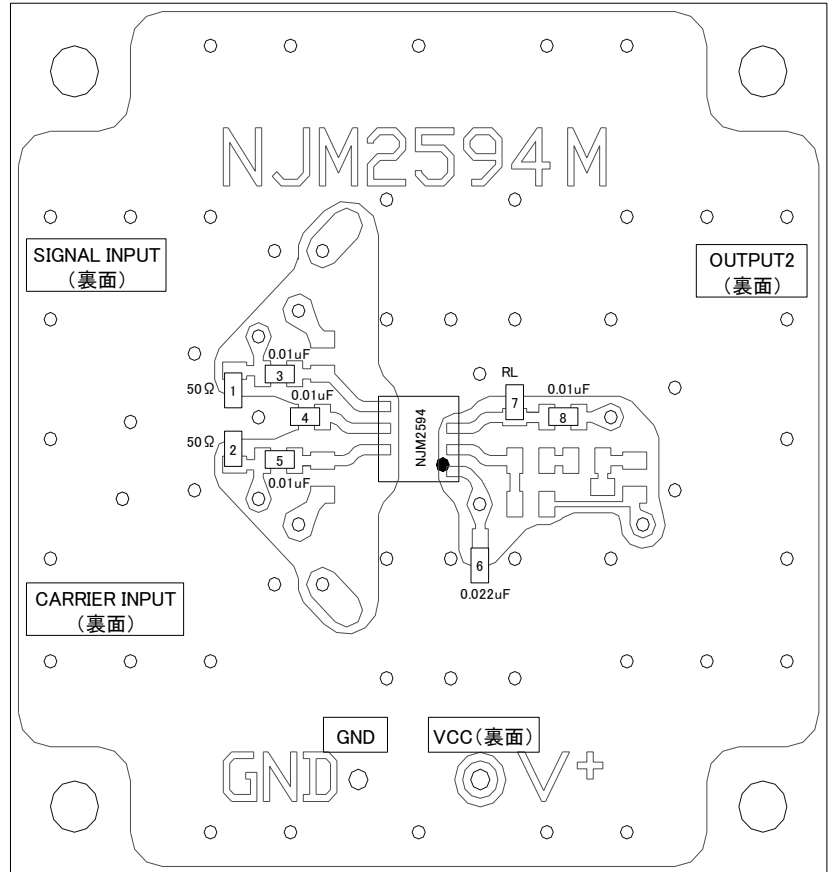 NJM2594M
SIGNAL INPUT
（裏面）
OUTPUT2
（裏面）
0.01uF
3
50Ω
1
0.01uF
4
50Ω
2
5
0.01uF
NJM2594
RL
7
0.01uF
8
6
0.022uF
CARRIER INPUT
（裏面）
GND
VCC（裏面）
GND
V+